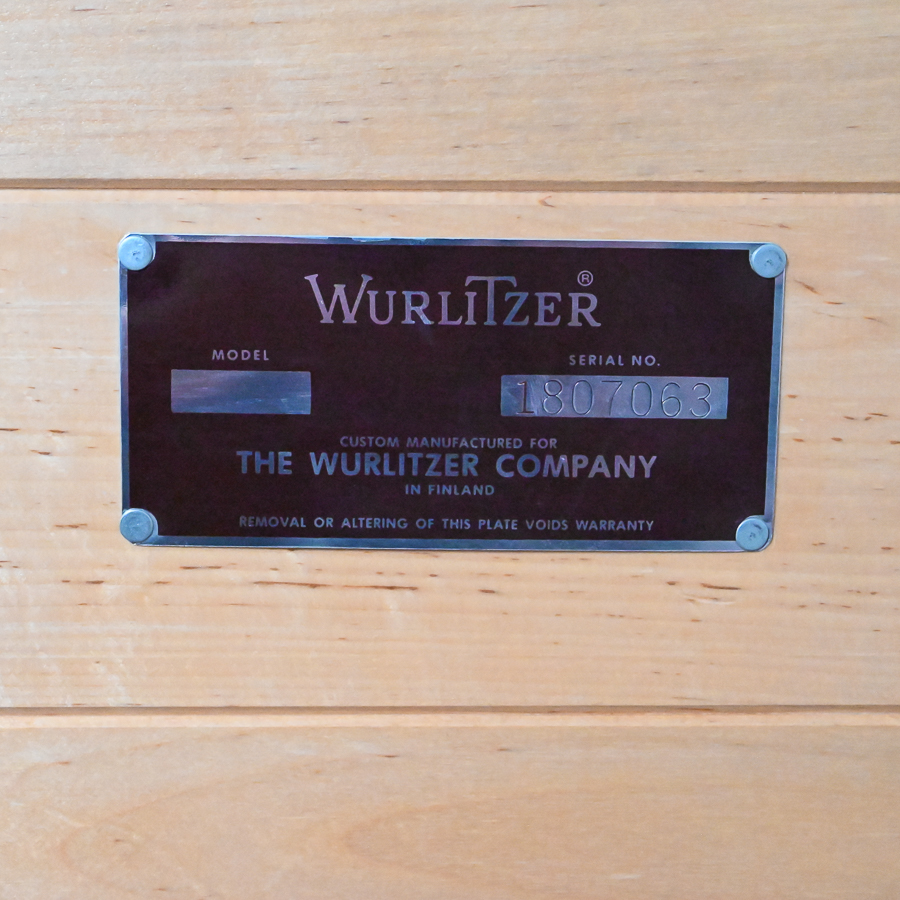 WURLITZER®
MODEL
SERIAL NO.
1807063
CUSTOM MANUFACTURED FOR
THE WURLITZER COMPANY
IN FINLAND
REMOVAL OR ALTERING OF THIS PLATE VOIDS WARRANTY